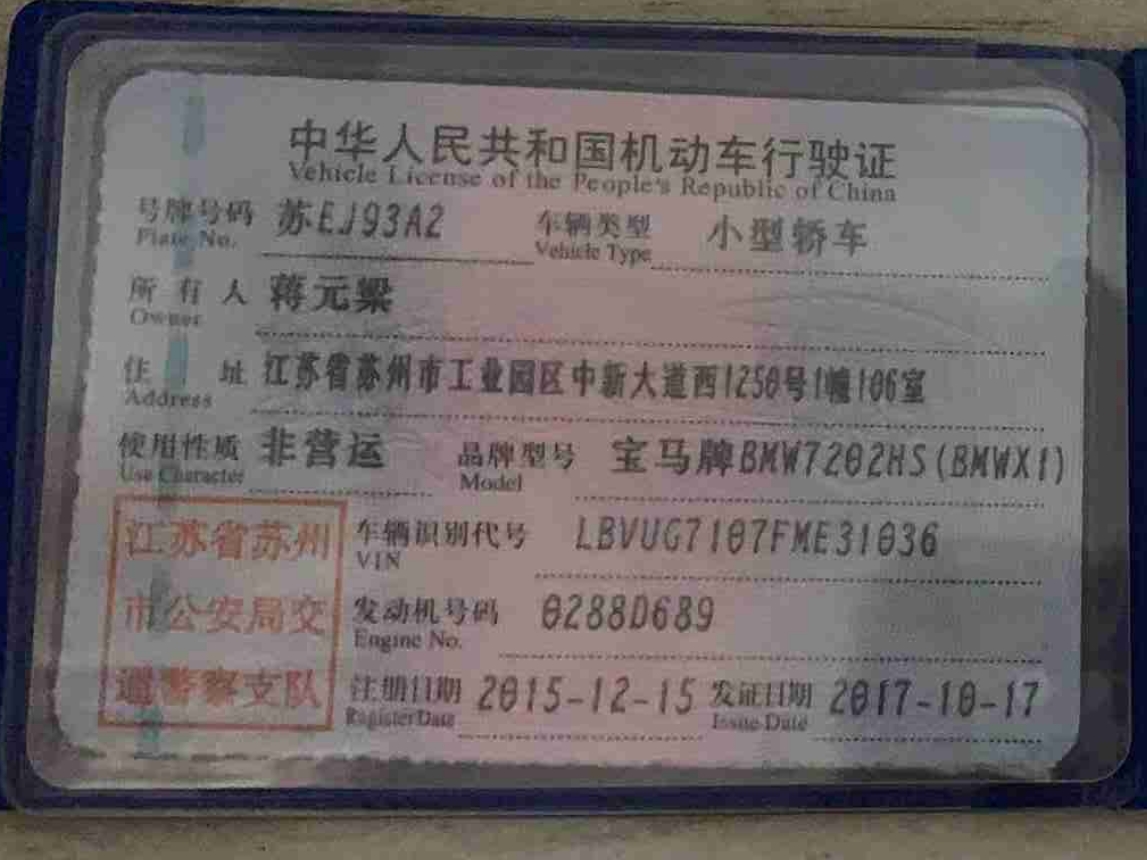 中华人民共和国机动车行驶证
Vehicle License of the People's Republic of China
号牌号码 苏EJ93A2 车辆类型 小型轿车
Plate No. Vehicle Type
所有人 蒋元梁
Owner
住址 江苏省苏州市工业园区中新大道西1250号1幢106室
Address
使用性质 非营运 品牌型号 宝马牌BMW7202HS(BMWX1)
Use Character Model
江苏省苏州 车辆识别代号 LBVUG7107FME31036
VIN
市公安局交 发动机号码 0288D689
Engine No.
通警察支队 注册日期 2015-12-15 发证日期 2017-10-17
Register Date Issue Date